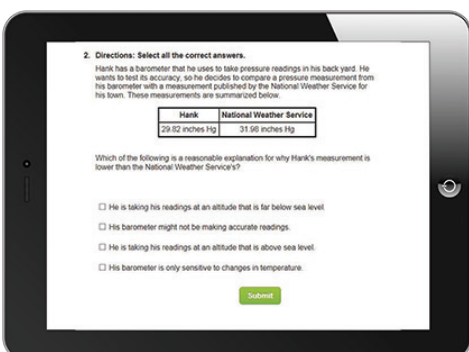 2. Directions: Select all the correct answers.
Hank has a barometer that he uses to take pressure readings in his back yard. He
wants to test its accuracy, so he decides to compare a pressure measurement from
his barometer with a measurement published by the National Weather Service for
his town. These measurements are summarized below.
Hank National Weather Service
29.82 inches Hg 31.98 inches Hg
Which of the following is a reasonable explanation for why Hank's measurement is
lower than the National Weather Service's?
He is taking his readings at an altitude that is far below sea level.
His barometer might not be making accurate readings.
He is taking his readings at an altitude that is above sea level.
His barometer is only sensitive to changes in temperature.
Submit